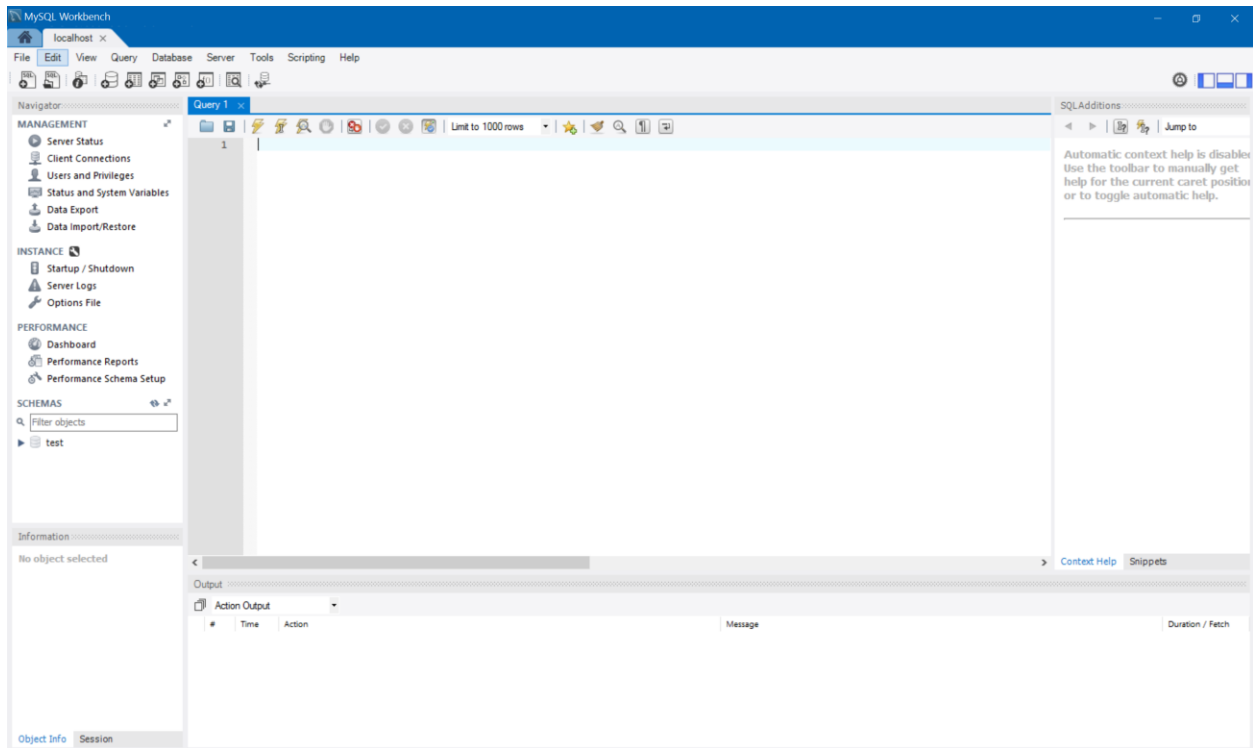 MySQL Workbench
localhost
File Edit View Query Database Server Tools Scripting Help
Navigator
MANAGEMENT
Server Status
Client Connections
Users and Privileges
Status and System Variables
Data Export
Data Import/Restore
INSTANCE
Startup / Shutdown
Server Logs
Options File
PERFORMANCE
Dashboard
Performance Reports
Performance Schema Setup
SCHEMAS
Filter objects
test
Information
No object selected
Object Info Session
Query 1
Limit to 1000 rows
1
Output
Action Output
# Time Action Message Duration / Fetch
SQLAdditions
Jump to
Automatic context help is disabled
Use the toolbar to manually get
help for the current caret position
or to toggle automatic help.
Context Help Snippets